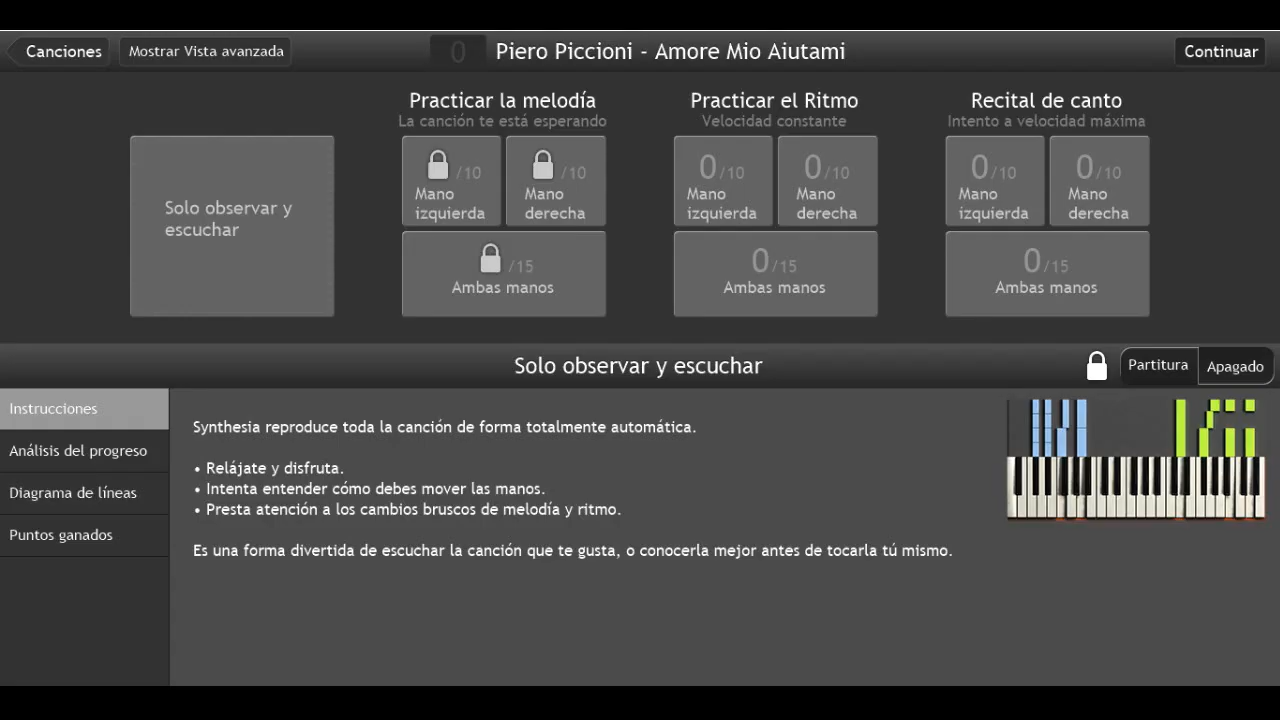 Canciones
Mostrar Vista avanzada
0
Piero Piccioni - Amore Mio Aiutami
Continuar
Practicar la melodía
La canción te está esperando
Practicar el Ritmo
Velocidad constante
Recital de canto
Intento a velocidad máxima
Solo observar y
escuchar
/10
Mano
izquierda
/10
Mano
derecha
/15
Ambas manos
0/10
Mano
izquierda
0/10
Mano
derecha
0/15
Ambas manos
0/10
Mano
izquierda
0/10
Mano
derecha
0/15
Ambas manos
Solo observar y escuchar
Partitura
Apagado
Instrucciones
Análisis del progreso
Diagrama de líneas
Puntos ganados
Synthesia reproduce toda la canción de forma totalmente automática.
• Relájate y disfruta.
• Intenta entender cómo debes mover las manos.
• Presta atención a los cambios bruscos de melodía y ritmo.
Es una forma divertida de escuchar la canción que te gusta, o conocerla mejor antes de tocarla tú mismo.